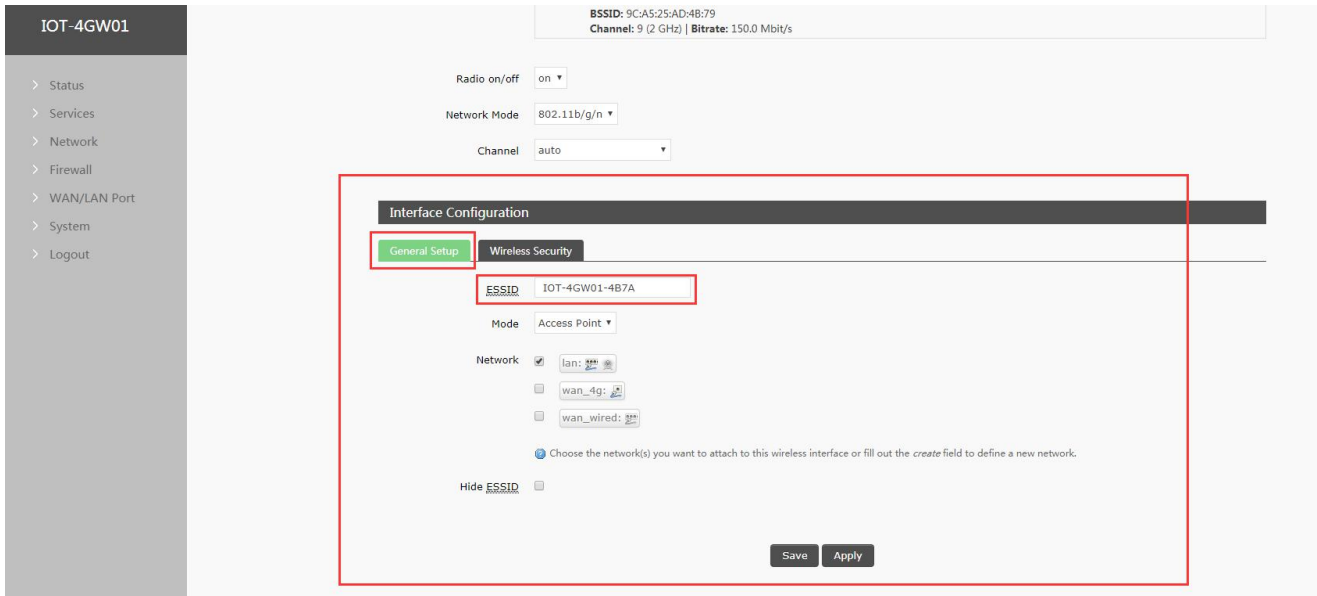 IOT-4GW01
Status
Services
Network
Firewall
WAN/LAN Port
System
Logout
BSSID: 9C:A5:25:AD:4B:79
Channel: 9 (2 GHz) | Bitrate: 150.0 Mbit/s
Radio on/off on
Network Mode 802.11b/g/n
Channel auto
Interface Configuration
General Setup Wireless Security
ESSID IOT-4GW01-4B7A
Mode Access Point
Network lan:
wan_4g:
wan_wired:
Choose the network(s) you want to attach to this wireless interface or fill out the create field to define a new network.
Hide ESSID
Save Apply